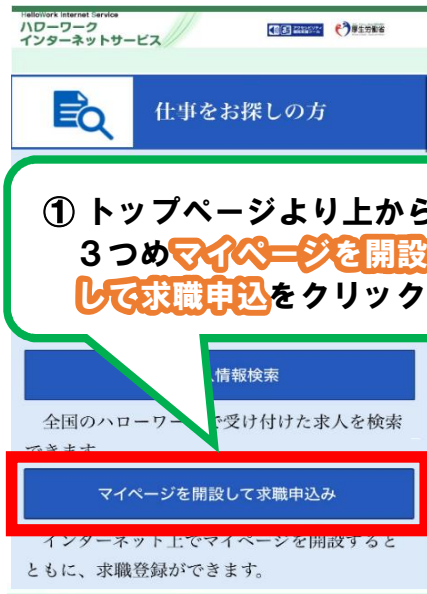 HelloWork Internet Service
ハローワーク
インターネットサービス
厚生労働省
仕事をお探しの方
① トップページより上から
３つめマイページを開設
して求職申込をクリック
情報検索
全国のハローワー で受け付けた求人を検索
できます
マイページを開設して求職申込み
インターネット上でマイページを開設すると
ともに、求職登録ができます。